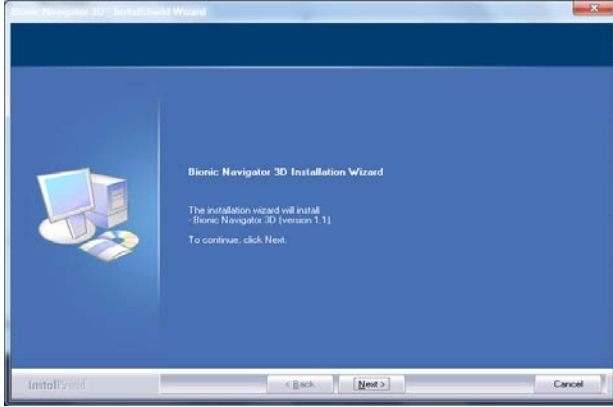 Bionic Navigator 3D - InstallShield Wizard
Bionic Navigator 3D Installation Wizard
The installation wizard will install
- Bionic Navigator 3D (version 1.1).
To continue, click Next.
InstallShield
< Back
Next >
Cancel